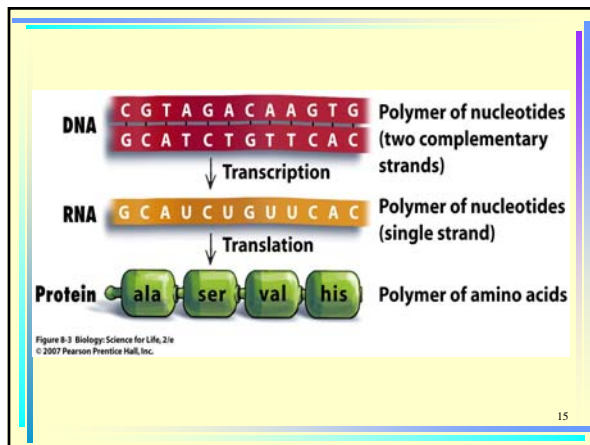 C G T A G A C A A G T G
DNA
G C A T C T G T T C A C
Polymer of nucleotides
(two complementary
strands)
Transcription
RNA
G C A U C U G U U C A C
Polymer of nucleotides
(single strand)
Translation
Protein
ala ser val his
Polymer of amino acids
Figure 8-3 Biology: Science for Life, 2/e
© 2007 Pearson Prentice Hall, Inc.
15